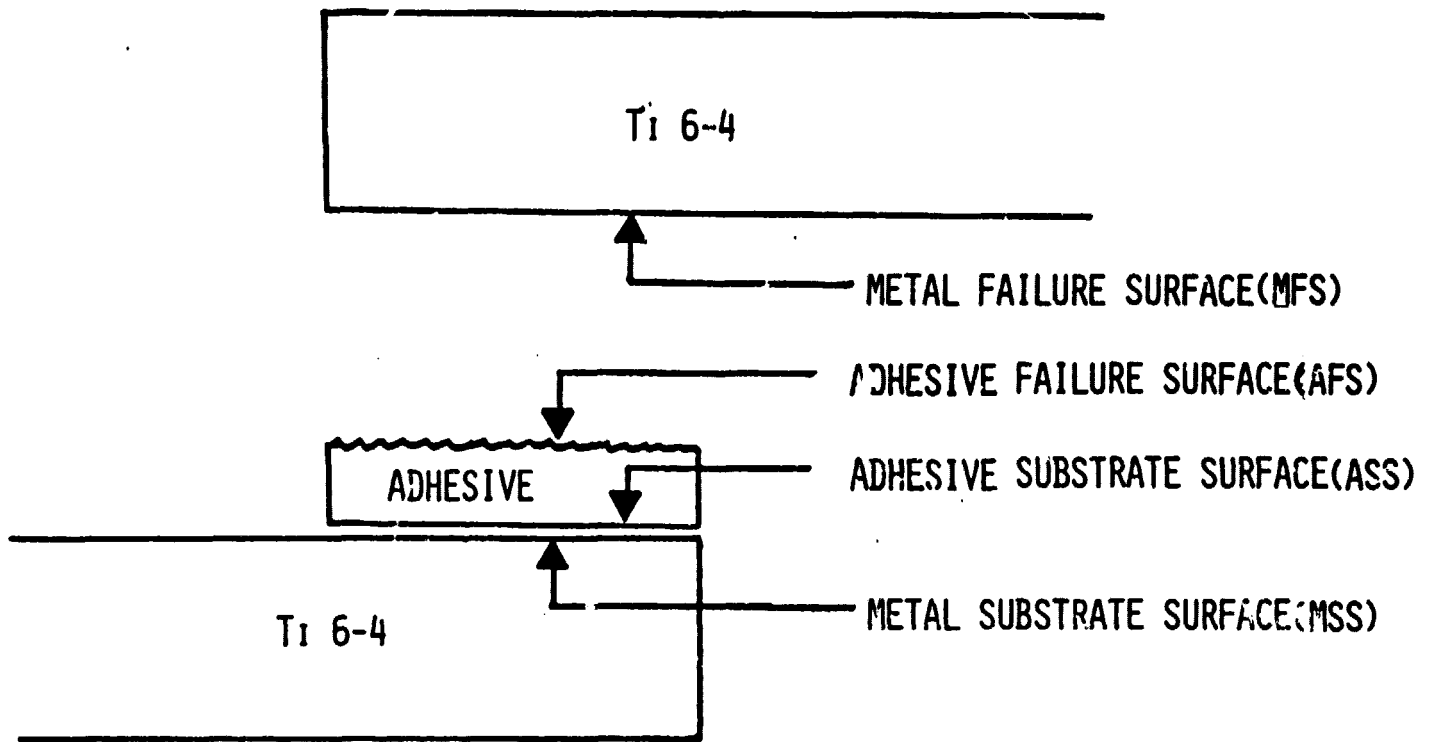 Ti 6-4
METAL FAILURE SURFACE(MFS)
ADHESIVE FAILURE SURFACE(AFS)
ADHESIVE
ADHESIVE SUBSTRATE SURFACE(ASS)
METAL SUBSTRATE SURFACE(MSS)
Ti 6-4